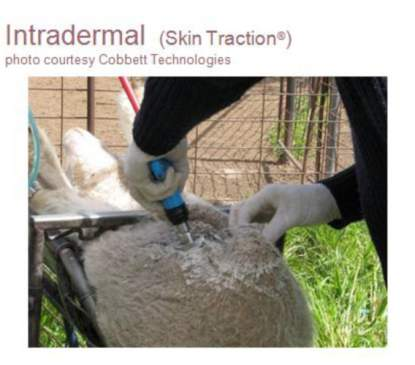 Intradermal (Skin Traction®)
photo courtesy Cobbett Technologies